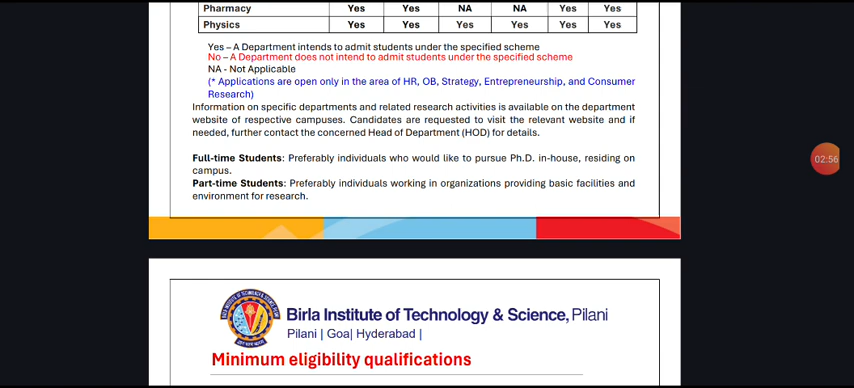 Pharmacy Yes Yes NA NA Yes Yes
Physics Yes Yes Yes Yes Yes Yes
Yes – A Department intends to admit students under the specified scheme
No – A Department does not intend to admit students under the specified scheme
NA - Not Applicable
(* Applications are open only in the area of HR, OB, Strategy, Entrepreneurship, and Consumer
Research)
Information on specific departments and related research activities is available on the department
website of respective campuses. Candidates are requested to visit the relevant website and if
needed, further contact the concerned Head of Department (HOD) for details.
Full-time Students: Preferably individuals who would like to pursue Ph.D. in-house, residing on
campus.
Part-time Students: Preferably individuals working in organizations providing basic facilities and
environment for research.
02:56
Birla Institute of Technology & Science, Pilani
Pilani | Goa| Hyderabad |
Minimum eligibility qualifications